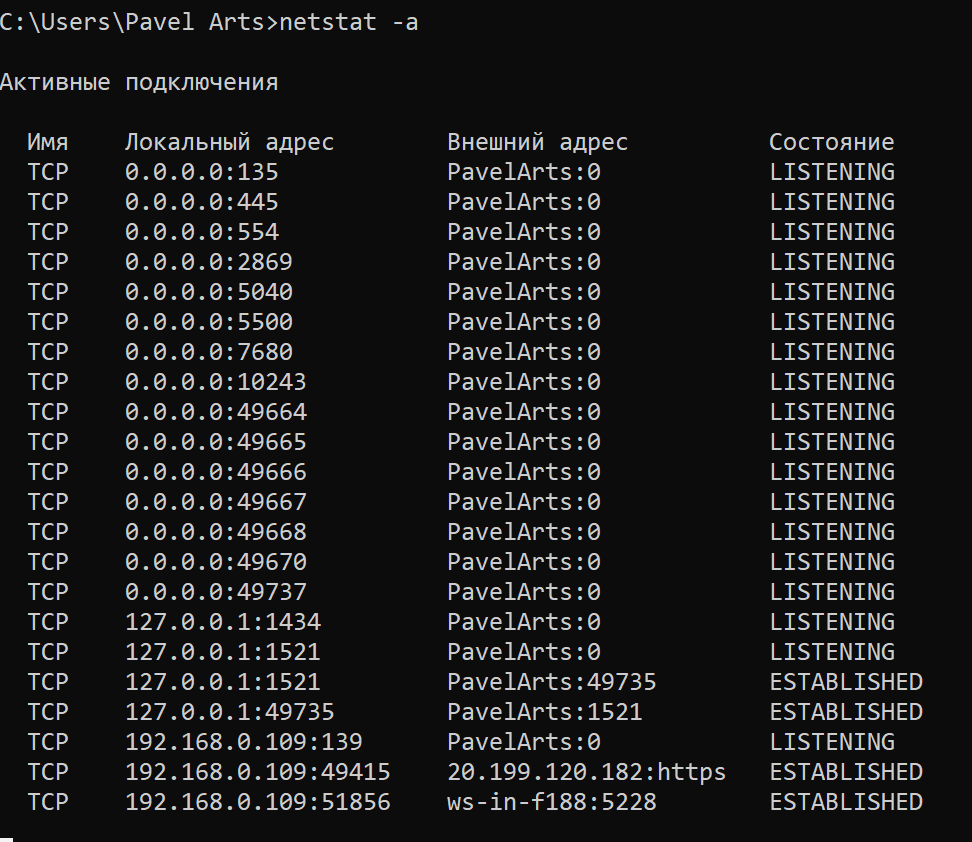 C:\Users\Pavel Arts>netstat -a
Активные подключения
Имя Локальный адрес Внешний адрес Состояние
TCP 0.0.0.0:135 PavelArts:0 LISTENING
TCP 0.0.0.0:445 PavelArts:0 LISTENING
TCP 0.0.0.0:554 PavelArts:0 LISTENING
TCP 0.0.0.0:2869 PavelArts:0 LISTENING
TCP 0.0.0.0:5040 PavelArts:0 LISTENING
TCP 0.0.0.0:5500 PavelArts:0 LISTENING
TCP 0.0.0.0:7680 PavelArts:0 LISTENING
TCP 0.0.0.0:10243 PavelArts:0 LISTENING
TCP 0.0.0.0:49664 PavelArts:0 LISTENING
TCP 0.0.0.0:49665 PavelArts:0 LISTENING
TCP 0.0.0.0:49666 PavelArts:0 LISTENING
TCP 0.0.0.0:49667 PavelArts:0 LISTENING
TCP 0.0.0.0:49668 PavelArts:0 LISTENING
TCP 0.0.0.0:49670 PavelArts:0 LISTENING
TCP 0.0.0.0:49737 PavelArts:0 LISTENING
TCP 127.0.0.1:1434 PavelArts:0 LISTENING
TCP 127.0.0.1:1521 PavelArts:0 LISTENING
TCP 127.0.0.1:1521 PavelArts:49735 ESTABLISHED
TCP 127.0.0.1:49735 PavelArts:1521 ESTABLISHED
TCP 192.168.0.109:139 PavelArts:0 LISTENING
TCP 192.168.0.109:49415 20.199.120.182:https ESTABLISHED
TCP 192.168.0.109:51856 ws-in-f188:5228 ESTABLISHED